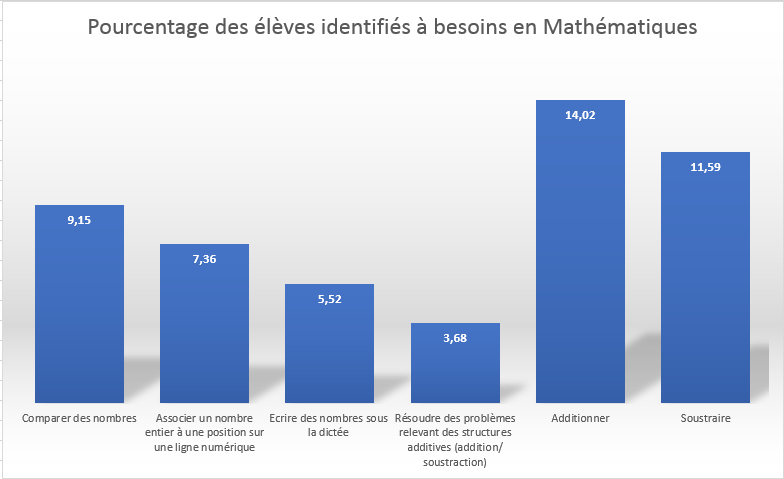 Pourcentage des élèves identifiés à besoins en Mathématiques
9,15
7,36
5,52
3,68
14,02
11,59
Comparer des nombres
Associer un nombre
entier à une position sur
une ligne numérique
Ecrire des nombres sous
la dictée
Résoudre des problèmes
relevant des structures
additives (addition/
soustraction)
Additionner
Soustraire